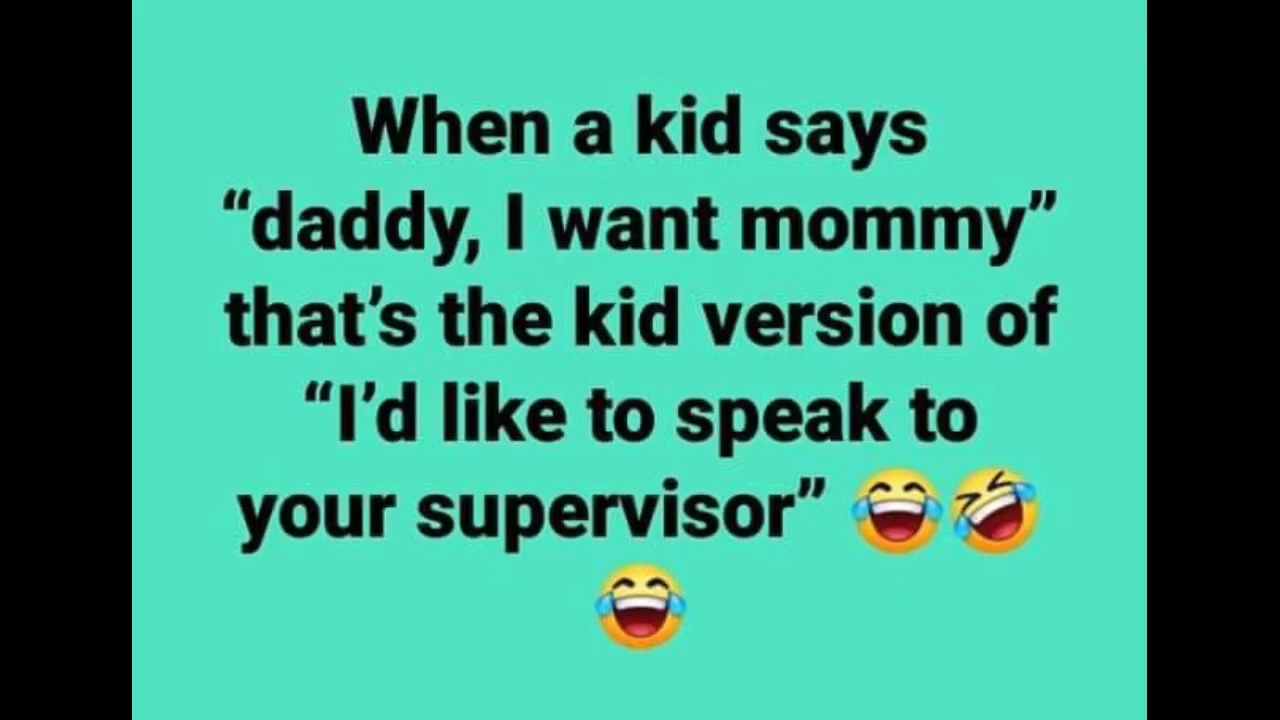 When a kid says
“daddy, I want mommy”
that’s the kid version of
“I’d like to speak to
your supervisor” 😂🤣
😂